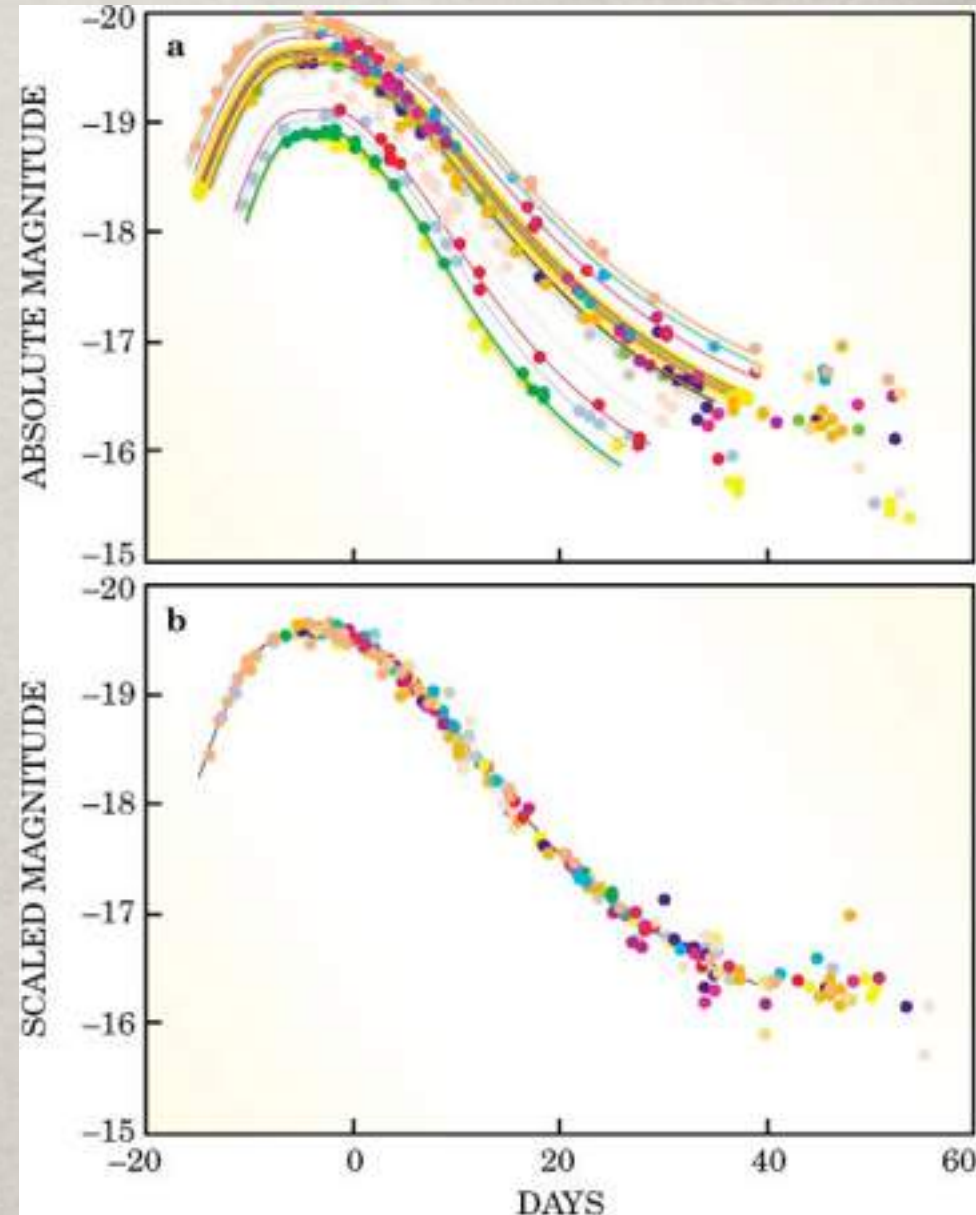 a
ABSOLUTE MAGNITUDE
–20
–19
–18
–17
–16
–15
b
SCALED MAGNITUDE
–20
–19
–18
–17
–16
–15
–20 0 20 40 60
DAYS